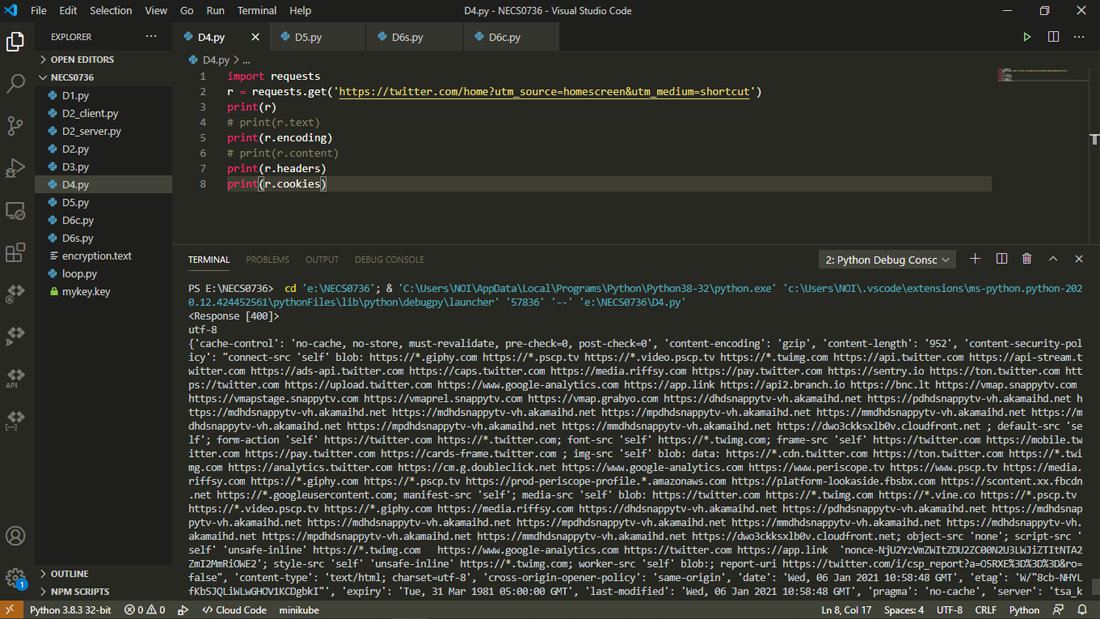 File Edit Selection View Go Run Terminal Help D4.py - NECS0736 - Visual Studio Code
EXPLORER
OPEN EDITORS
NECS0736
D1.py
D2_client.py
D2_server.py
D2.py
D3.py
D4.py
D5.py
D6c.py
D6s.py
encryption.text
loop.py
mykey.key
OUTLINE
NPM SCRIPTS
API
1
D4.py D5.py D6s.py D6c.py
D4.py > ...
1 import requests
2 r = requests.get('https://twitter.com/home?utm_source=homescreen&utm_medium=shortcut')
3 print(r)
4 # print(r.text)
5 print(r.encoding)
6 # print(r.content)
7 print(r.headers)
8 print(r.cookies)
TERMINAL PROBLEMS OUTPUT DEBUG CONSOLE 2: Python Debug Consc
PS E:\NECS0736> cd 'e:\NECS0736'; & 'C:\Users\NOI\AppData\Local\Programs\Python\Python38-32\python.exe' 'c:\Users\NOI\.vscode\extensions\ms-python.python-202
0.12.424452561\pythonFiles\lib\python\debugpy\launcher' '57836' '--' 'e:\NECS0736\D4.py'
<Response [400]>
utf-8
{'cache-control': 'no-cache, no-store, must-revalidate, pre-check=0, post-check=0', 'content-encoding': 'gzip', 'content-length': '952', 'content-security-pol
icy': "connect-src 'self' blob: https://*.giphy.com https://*.pscp.tv https://*.video.pscp.tv https://*.twimg.com https://api.twitter.com https://api-stream.t
witter.com https://ads-api.twitter.com https://caps.twitter.com https://media.riffsy.com https://pay.twitter.com https://sentry.io https://ton.twitter.com htt
ps://twitter.com https://upload.twitter.com https://www.google-analytics.com https://app.link https://api2.branch.io https://bnc.lt https://vmap.snappytv.com
https://vmapstage.snappytv.com https://vmaprel.snappytv.com https://vmap.grabyo.com https://dhdsnappytv-vh.akamaihd.net https://pdhdsnappytv-vh.akamaihd.net h
ttps://mdhdsnappytv-vh.akamaihd.net https://mdhdsnappytv-vh.akamaihd.net https://mpdhdsnappytv-vh.akamaihd.net https://mmdhdsnappytv-vh.akamaihd.net https://m
dhdsnappytv-vh.akamaihd.net https://mpdhdsnappytv-vh.akamaihd.net https://mmdhdsnappytv-vh.akamaihd.net https://dwo3ckksxlb0v.cloudfront.net ; default-src 'se
lf'; form-action 'self' https://twitter.com https://*.twitter.com; font-src 'self' https://*.twimg.com; frame-src 'self' https://twitter.com https://mobile.tw
itter.com https://pay.twitter.com https://cards-frame.twitter.com ; img-src 'self' blob: data: https://*.cdn.twitter.com https://ton.twitter.com https://*.twi
mg.com https://analytics.twitter.com https://cm.g.doubleclick.net https://www.google-analytics.com https://www.periscope.tv https://www.pscp.tv https://media.
riffsy.com https://*.giphy.com https://*.pscp.tv https://prod-periscope-profile.*.amazonaws.com https://platform-lookaside.fbsbx.com https://scontent.xx.fbcdn
.net https://*.googleusercontent.com; manifest-src 'self'; media-src 'self' blob: https://twitter.com https://*.twimg.com https://*.vine.co https://*.pscp.tv
https://*.video.pscp.tv https://*.giphy.com https://media.riffsy.com https://dhdsnappytv-vh.akamaihd.net https://pdhdsnappytv-vh.akamaihd.net https://mdhdsnap
pytv-vh.akamaihd.net https://mdhdsnappytv-vh.akamaihd.net https://mpdhdsnappytv-vh.akamaihd.net https://mmdhdsnappytv-vh.akamaihd.net https://mdhdsnappytv-vh.
akamaihd.net https://mpdhdsnappytv-vh.akamaihd.net https://mmdhdsnappytv-vh.akamaihd.net https://dwo3ckksxlb0v.cloudfront.net; object-src 'none'; script-src '
self' 'unsafe-inline' https://*.twimg.com https://www.google-analytics.com https://twitter.com https://app.link
style-src 'self' 'unsafe-inline' https://*.twimg.com; worker-src 'self' blob:; report-uri https://twitter.com/i/csp_report?a=O5RXE%3D%3D%3D&ro=
false", 'content-type': 'text/html; charset=utf-8', 'cross-origin-opener-policy': 'same-origin', 'date': 'Wed, 06 Jan 2021 10:58:48 GMT', 'etag':
'expiry': 'Tue, 31 Mar 1981 05:00:00 GMT', 'last-modified': 'Wed, 06 Jan 2021 10:58:48 GMT', 'pragma': 'no-cache', 'server': 'tsa_k
Python 3.8.3 32-bit 0 0 Cloud Code minikube Ln 8, Col 17 Spaces: 4 UTF-8 CRLF Python